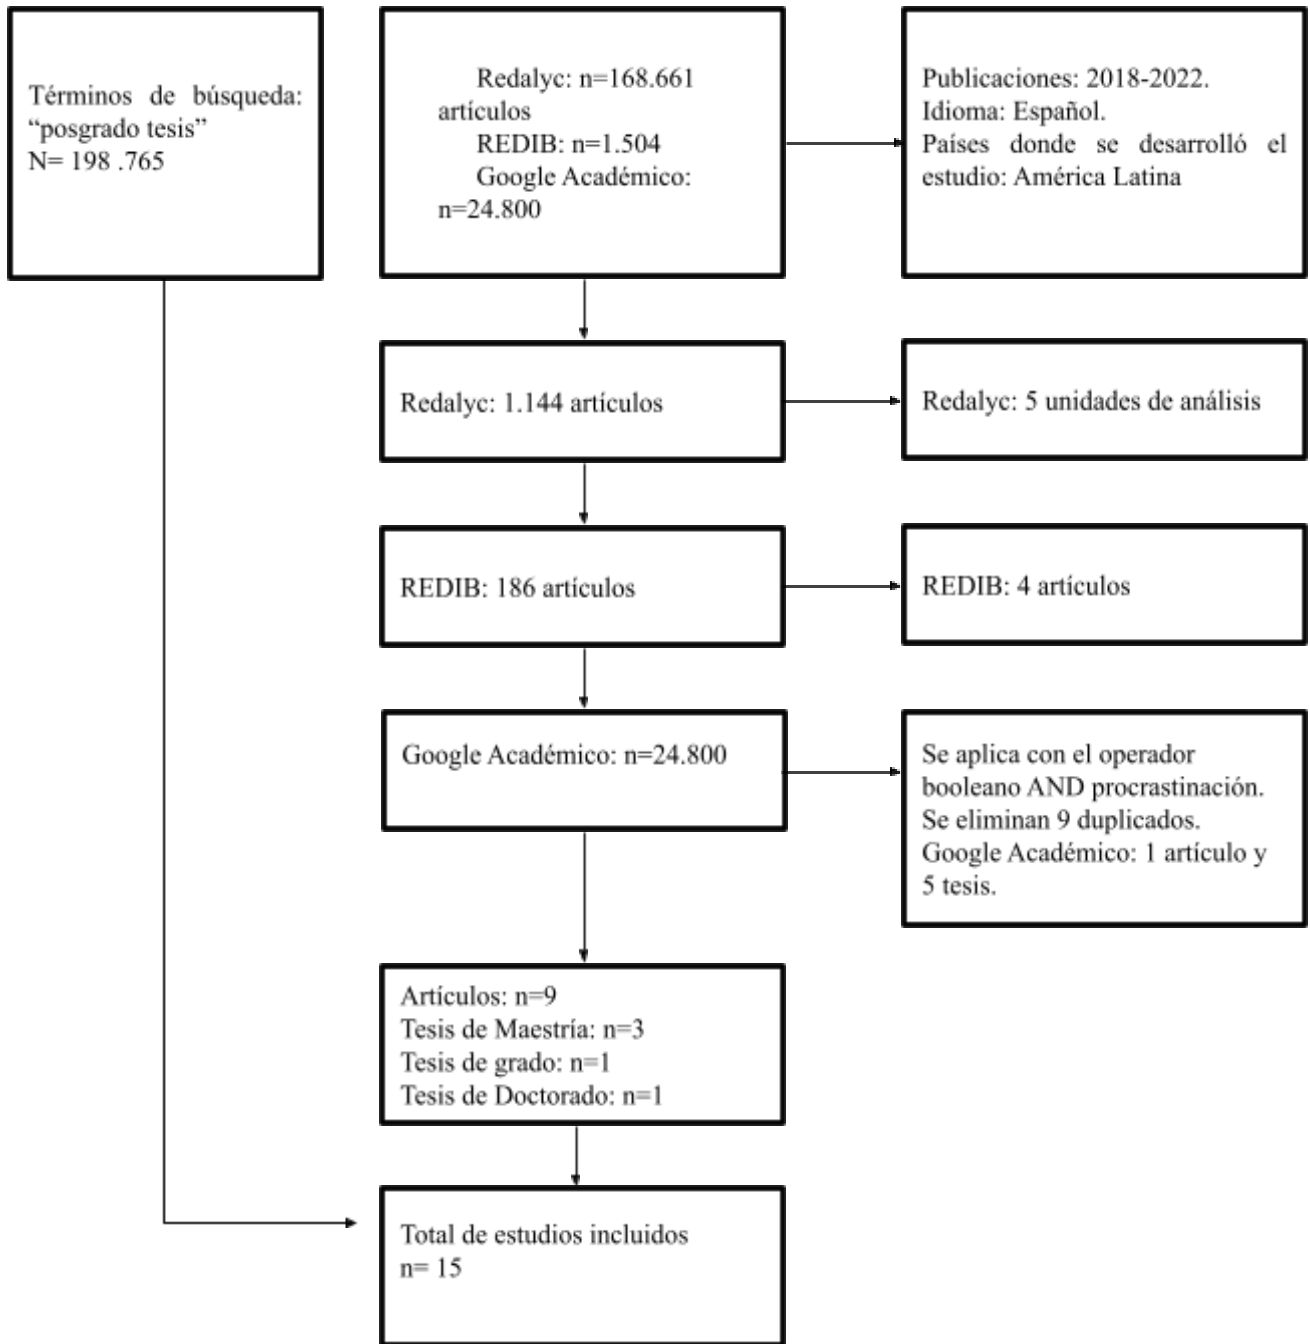 Términos de búsqueda:
“posgrado tesis”
N= 198 .765
Redalyc: n=168.661
artículos
REDIB: n=1.504
Google Académico:
n=24.800
Publicaciones: 2018-2022.
Idioma: Español.
Países donde se desarrolló el
estudio: América Latina
Redalyc: 1.144 artículos
Redalyc: 5 unidades de análisis
REDIB: 186 artículos
REDIB: 4 artículos
Google Académico: n=24.800
Se aplica con el operador
booleano AND procrastinación.
Se eliminan 9 duplicados.
Google Académico: 1 artículo y
5 tesis.
Artículos: n=9
Tesis de Maestría: n=3
Tesis de grado: n=1
Tesis de Doctorado: n=1
Total de estudios incluidos
n= 15